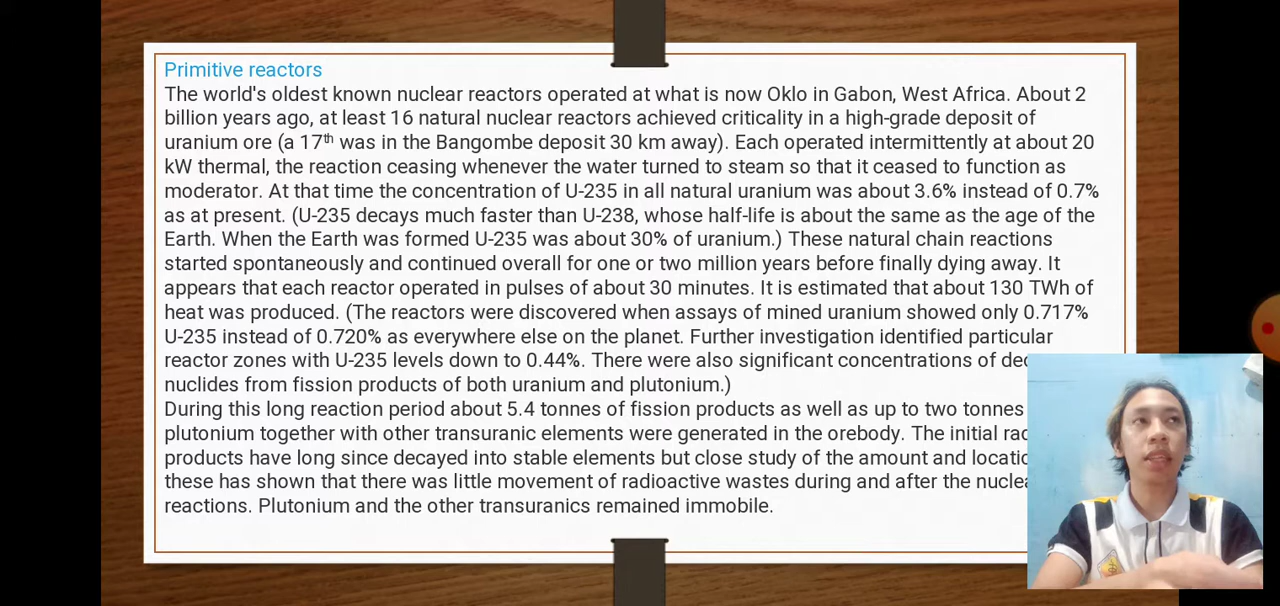 Primitive reactors
The world's oldest known nuclear reactors operated at what is now Oklo in Gabon, West Africa. About 2
billion years ago, at least 16 natural nuclear reactors achieved criticality in a high-grade deposit of
uranium ore (a 17th was in the Bangombe deposit 30 km away). Each operated intermittently at about 20
kW thermal, the reaction ceasing whenever the water turned to steam so that it ceased to function as
moderator. At that time the concentration of U-235 in all natural uranium was about 3.6% instead of 0.7%
as at present. (U-235 decays much faster than U-238, whose half-life is about the same as the age of the
Earth. When the Earth was formed U-235 was about 30% of uranium.) These natural chain reactions
started spontaneously and continued overall for one or two million years before finally dying away. It
appears that each reactor operated in pulses of about 30 minutes. It is estimated that about 130 TWh of
heat was produced. (The reactors were discovered when assays of mined uranium showed only 0.717%
U-235 instead of 0.720% as everywhere else on the planet. Further investigation identified particular
reactor zones with U-235 levels down to 0.44%. There were also significant concentrations of
nuclides from fission products of both uranium and plutonium.)
During this long reaction period about 5.4 tonnes of fission products as well as up to two tonnes
plutonium together with other transuranic elements were generated in the orebody. The initial
products have long since decayed into stable elements but close study of the amount and
these has shown that there was little movement of radioactive wastes during and after the
reactions. Plutonium and the other transuranics remained immobile.